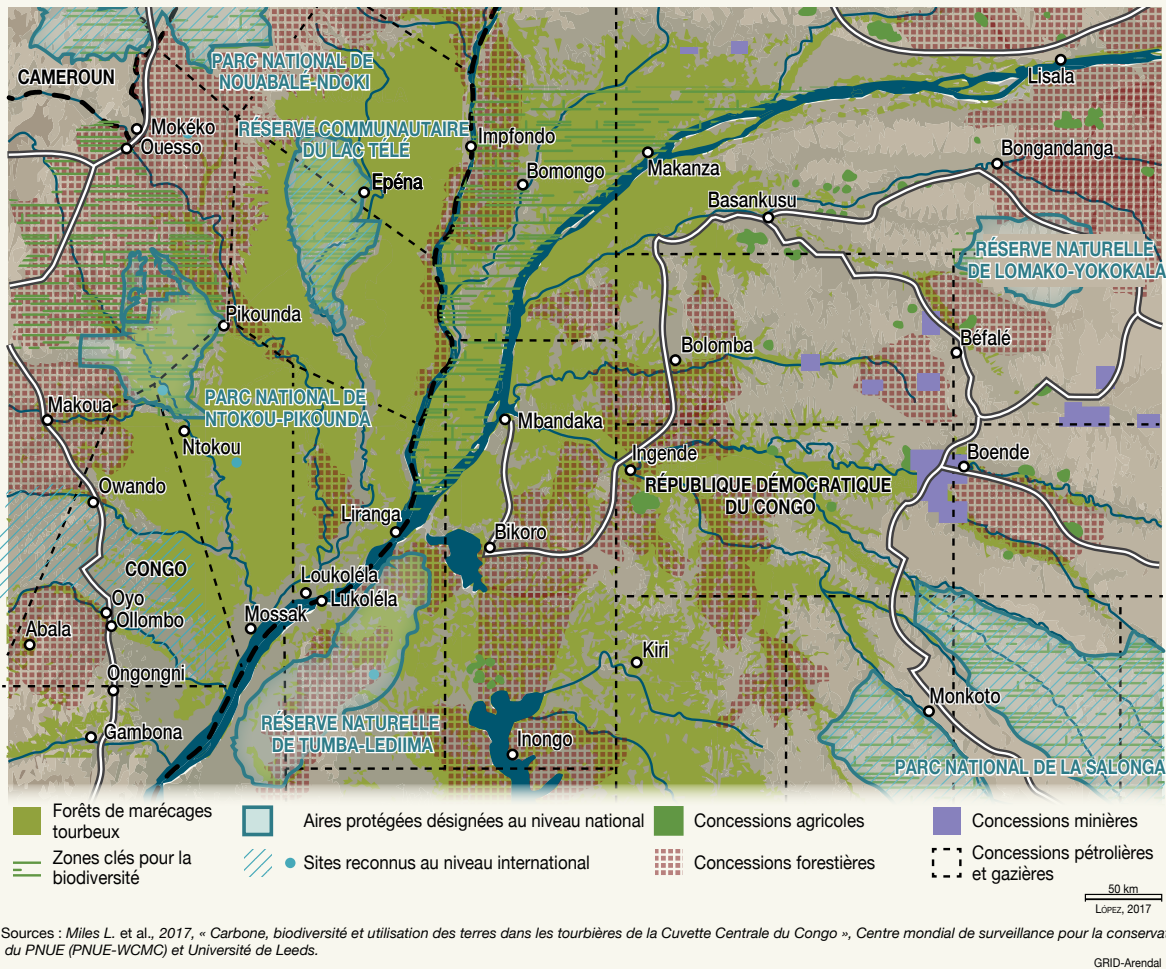 PARC NATIONAL DE
NOUABALÉ-NDOKI
CAMEROUN
Lisala
Mokéko
Ouesso
RÉSERVE COMMUNAUTAIRE
DU LAC TÉLÉ
Impfondo
Bongandanga
Makanza
Bomongo
Epéna
Basankusu
RÉSERVE NATURELLE
DE LOMAKO-YOKOKALA
Pikounda
Bolomba
Béfalé
PARC NATIONAL DE
NTOKOU-PIKOUNDA
Makoua
Mbandaka
Ntokou
Ingende
Boende
RÉPUBLIQUE DÉMOCRATIQUE
DU CONGO
Owando
Liranga
Bikoro
CONGO
Loukoléla
Lukoléla
Oyo
Ollombo
Mossak
Abala
Kiri
Ongongni
Monkoto
Gambona
RÉSERVE NATURELLE
DE TUMBA-LEDIIMA
Inongo
PARC NATIONAL DE LA SALONGA
Forêts de marécages
tourbeux
Zones clés pour la
biodiversité
Aires protégées désignées au niveau national
Sites reconnus au niveau international
Concessions agricoles
Concessions forestières
Concessions minières
Concessions pétrolières
et gazières
50 km
López, 2017
Sources : Miles L. et al., 2017, « Carbone, biodiversité et utilisation des terres dans les tourbières de la Cuvette Centrale du Congo », Centre mondial de surveillance pour la conserva
du PNUE (PNUE-WCMC) et Université de Leeds.
GRID-Arendal